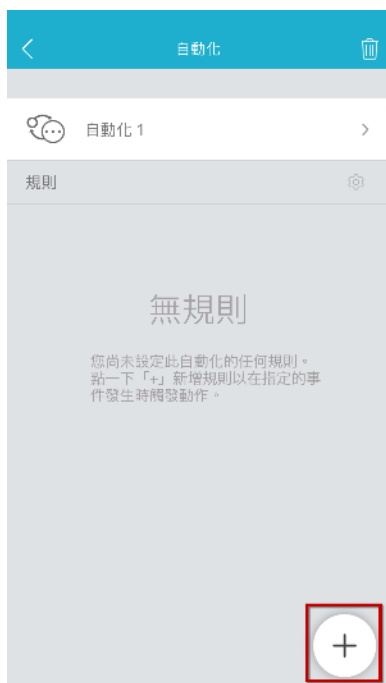 自動化
自動化 1
規則
無規則
您尚未設定此自動化的任何規則。
點一下「+」新增規則以在指定的事
件發生時觸發動作。